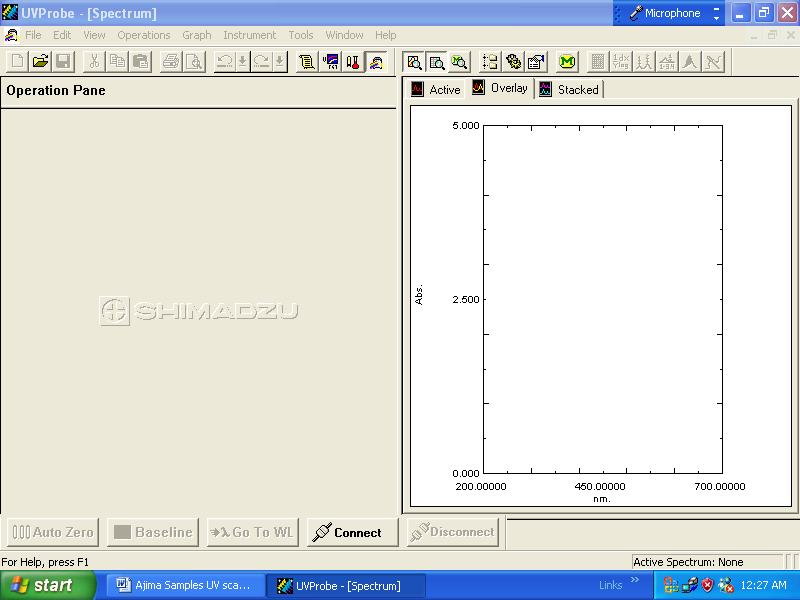 UVProbe - [Spectrum]
Microphone
File Edit View Operations Graph Instrument Tools Window Help
Operation Pane
Active Overlay Stacked
5.000
Abs.
2.500
0.000
200.00000 450.00000 700.00000
nm.
SHIMADZU
Auto Zero Baseline Go To WL Connect Disconnect
For Help, press F1
Active Spectrum: None
start Ajima Samples UV sca... UVProbe - [Spectrum] Links » 12:27 AM